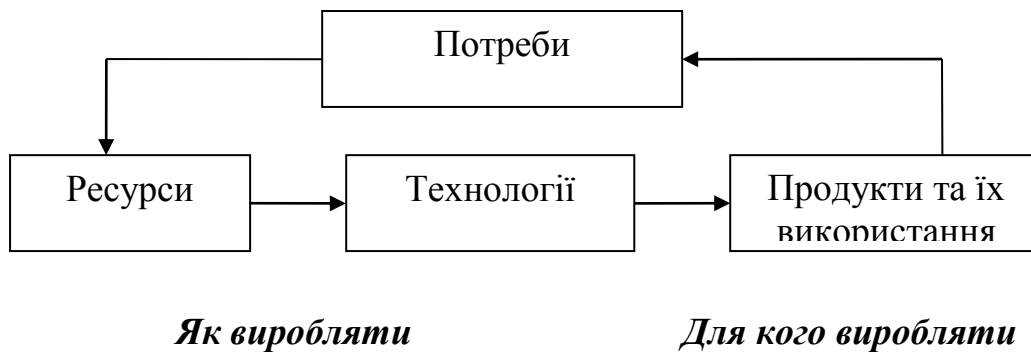 Потреби
Ресурси
Технології
Продукти та їх
використання
Як виробляти
Для кого виробляти